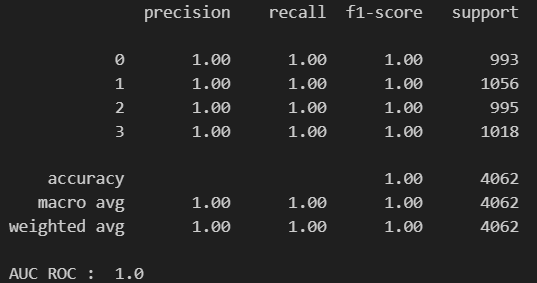 precision recall f1-score support
0 1.00 1.00 1.00 993
1 1.00 1.00 1.00 1056
2 1.00 1.00 1.00 995
3 1.00 1.00 1.00 1018
accuracy 1.00 4062
macro avg 1.00 1.00 1.00 4062
weighted avg 1.00 1.00 1.00 4062
AUC ROC : 1.0